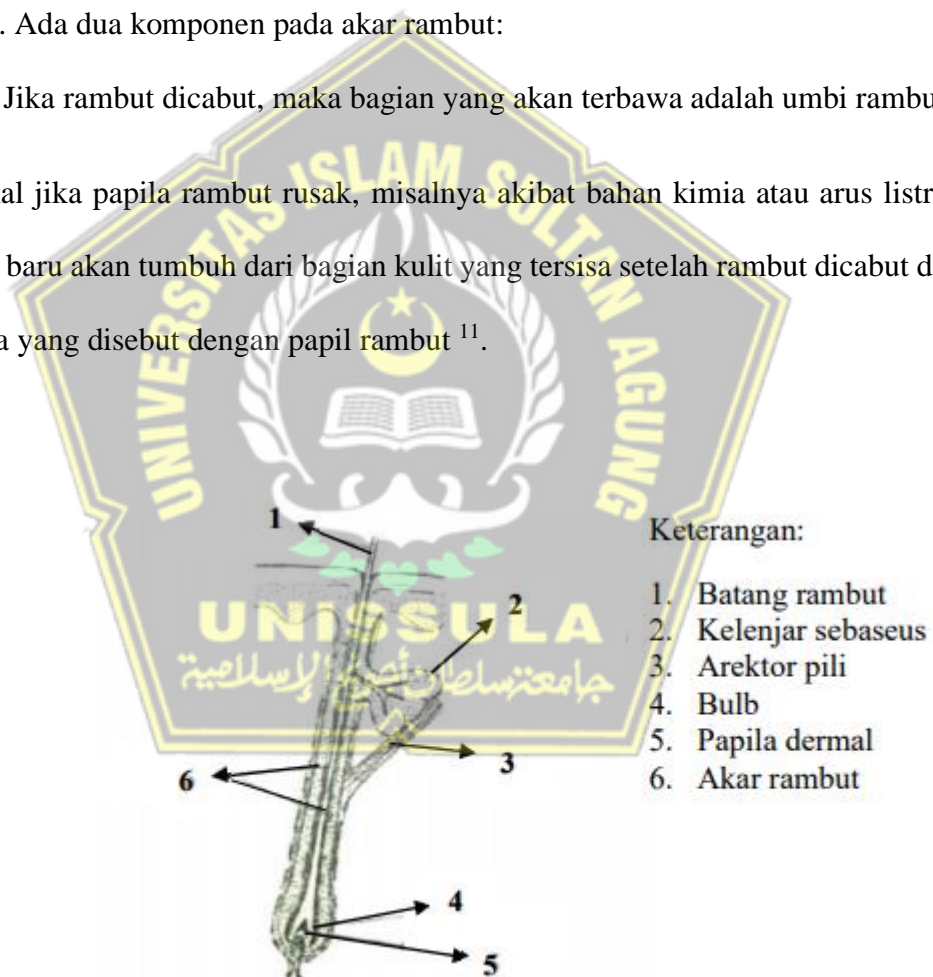 . Ada dua komponen pada akar rambut:
Jika rambut dicabut, maka bagian yang akan terbawa adalah umbi rambu
al jika papila rambut rusak, misalnya akibat bahan kimia atau arus listr
baru akan tumbuh dari bagian kulit yang tersisa setelah rambut dicabut d
a yang disebut dengan papil rambut 11.
UNIVERSITAS ISLAM SULTAN AGUNG
UNISSULA
جامعتنسلطان أجونج الإسلامية
1
2
3
6
4
5
Keterangan:
1. Batang rambut
2. Kelenjar sebaseus
3. Arektor pili
4. Bulb
5. Papila dermal
6. Akar rambut